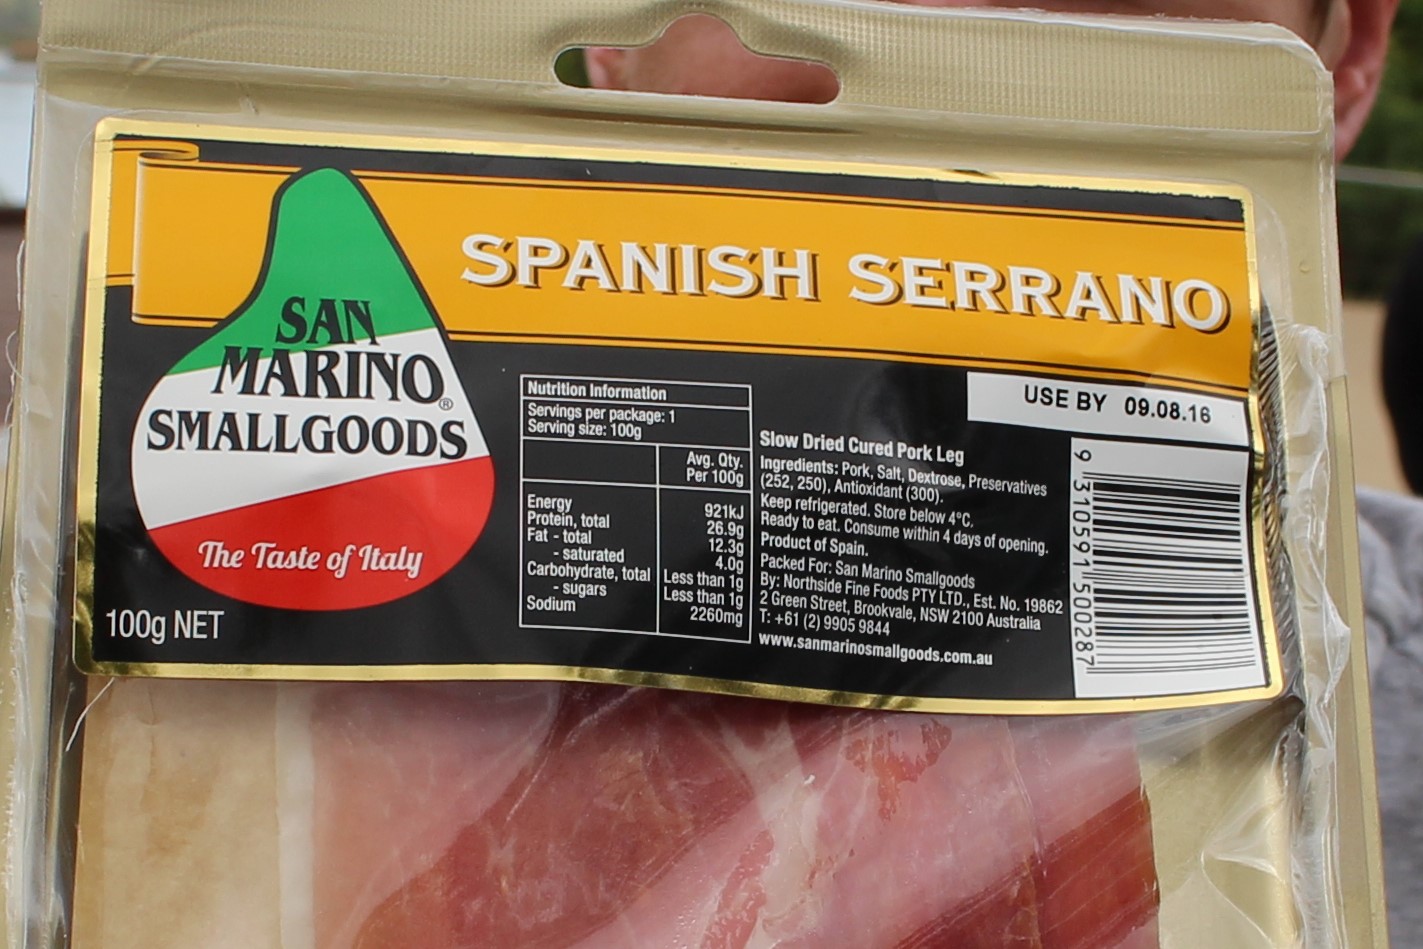 SPANISH SERRANO
SAN
MARINO®
SMALLGOODS
The Taste of Italy
100g NET
Nutrition Information
Servings per package: 1
Serving size: 100g
Avg. Qty.
Per 100g
Energy 921kJ
Protein, total 26.9g
Fat - total 12.3g
- saturated 4.0g
Carbohydrate, total Less than 1g
- sugars Less than 1g
Sodium 2260mg
USE BY 09.08.16
Slow Dried Cured Pork Leg
Ingredients: Pork, Salt, Dextrose, Preservatives
(252, 250), Antioxidant (300).
Keep refrigerated. Store below 4°C.
Ready to eat. Consume within 4 days of opening.
Product of Spain.
Packed For: San Marino Smallgoods
By: Northside Fine Foods PTY LTD., Est. No. 19862
2 Green Street, Brookvale, NSW 2100 Australia
T: +61 (2) 9905 9844
www.sanmarinosmallgoods.com.au
9 310591 500287